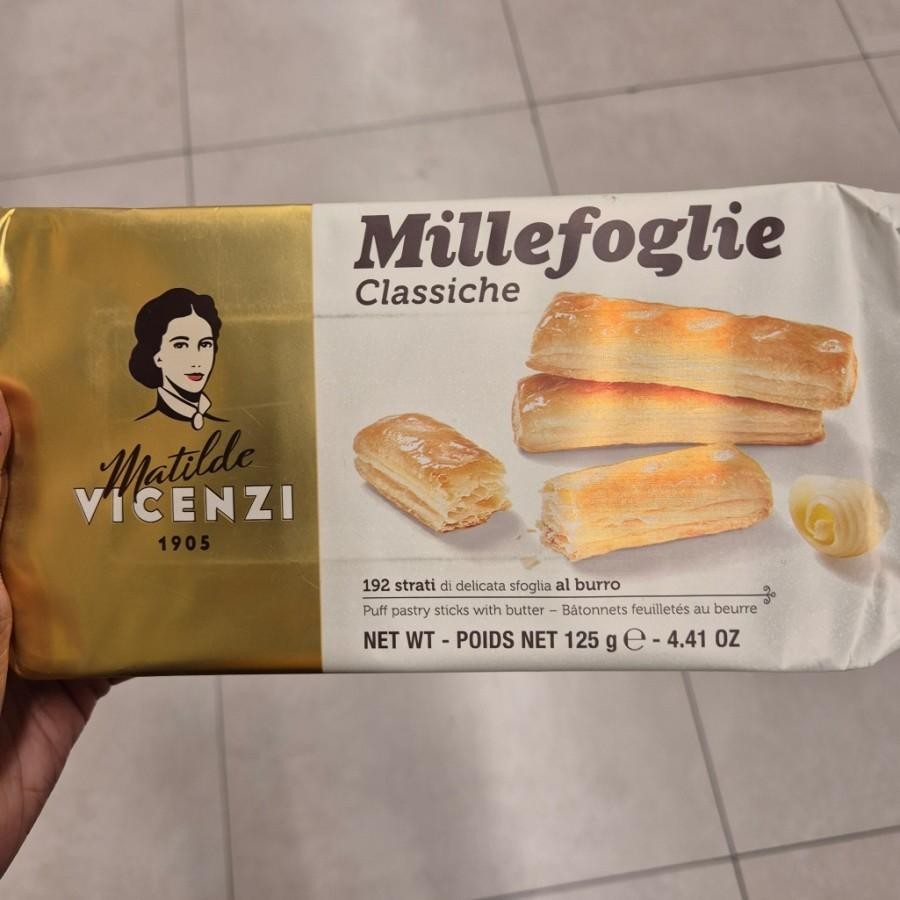 Matilde
VICENZI
1905
Millefoglie
Classiche
192 strati di delicata sfoglia al burro
Puff pastry sticks with butter – Bâtonnets feuilletés au beurre
NET WT - POIDS NET 125 g ℮ - 4.41 OZ